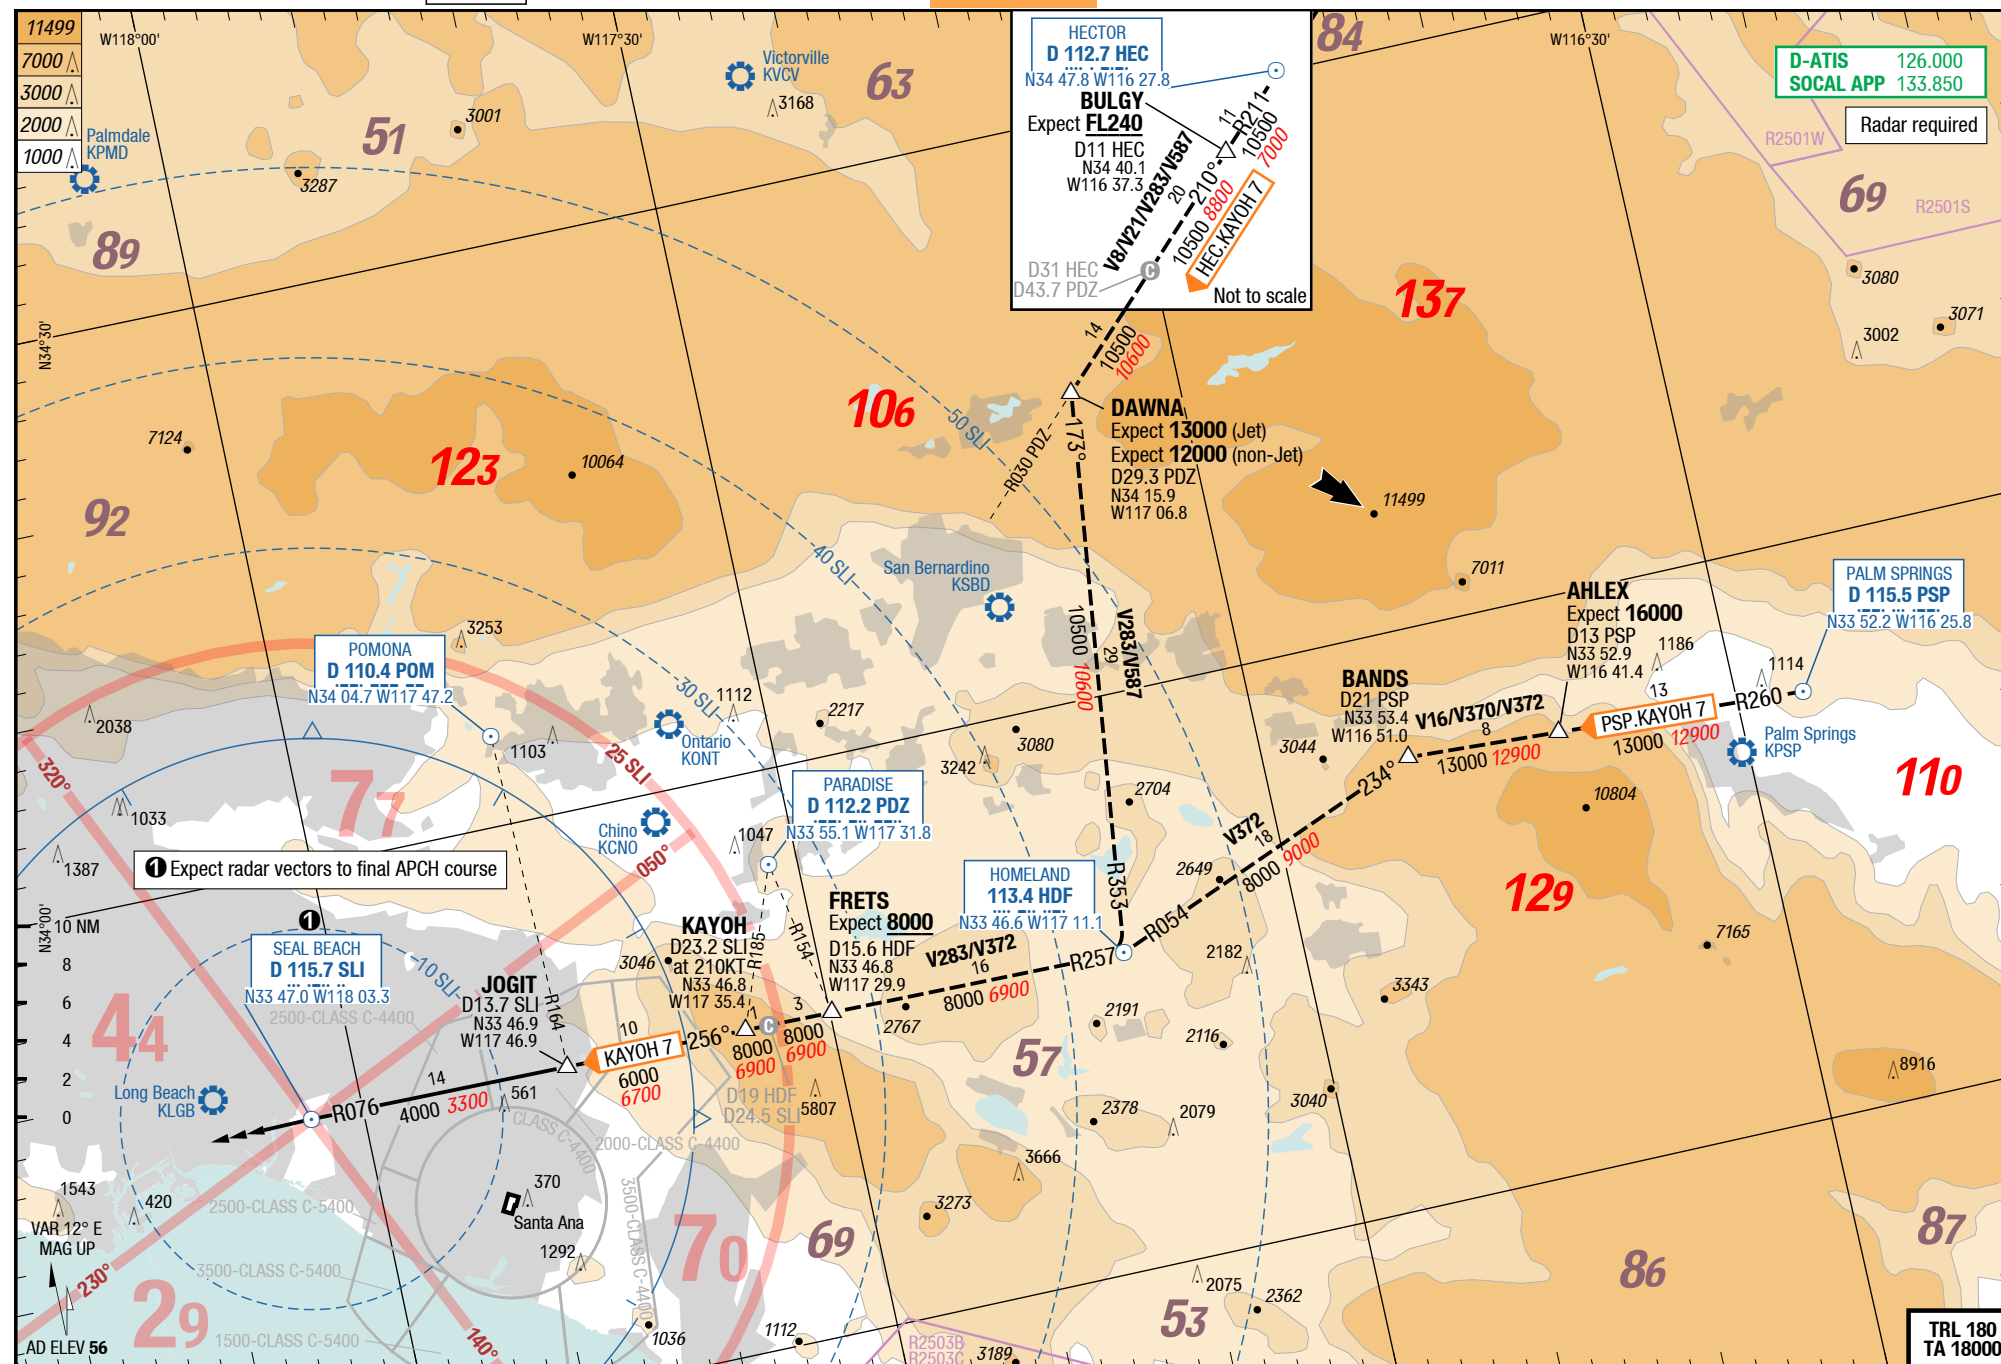 11499
7000
3000
2000
1000
W118°00'
W117°30'
W116°30'
N34°30'
N34°00'
Palmdale
KPMD
Victorville
KVCV
3168
3001
3287
51
63
84
89
92
7124
10064
123
106
137
69
HECTOR
D 112.7 HEC
N34 47.8 W116 27.8
BULGY
Expect FL240
D11 HEC
N34 40.1
W116 37.3
11
R211
10500
7000
V8/V21/V283/V587
20
210°
10500 8800
HEC.KAYOH 7
D31 HEC
D43.7 PDZ
C
Not to scale
D-ATIS 126.000
SOCAL APP 133.850
Radar required
R2501W
R2501S
3080
3071
3002
14
10500
10600
DAWNA
Expect 13000 (Jet)
Expect 12000 (non-Jet)
D29.3 PDZ
N34 15.9
W117 06.8
R030 PDZ
173°
50 SLI
40 SLI
30 SLI
25 SLI
10 SLI
11499
7011
San Bernardino
KSBD
V283/V587
29
10500 10600
R353
AHLEX
Expect 16000
D13 PSP
N33 52.9
W116 41.4
1186
1114
PALM SPRINGS
D 115.5 PSP
N33 52.2 W116 25.8
BANDS
D21 PSP
N33 53.4
W116 51.0
V16/V370/V372
8
13000 12900
PSP.KAYOH 7
13
R260
13000 12900
Palm Springs
KPSP
3044
234°
10804
110
129
POMONA
D 110.4 POM
N34 04.7 W117 47.2
3253
2038
1103
1112
2217
3080
3242
Ontario
KONT
77
320°
1033
1387
Chino
KCNO
1047
050°
PARADISE
D 112.2 PDZ
N33 55.1 W117 31.8
2704
2649
V372
18
8000 9000
R054
1 Expect radar vectors to final APCH course
10 NM
8
6
4
2
0
1
SEAL BEACH
D 115.7 SLI
N33 47.0 W118 03.3
2500-CLASS C-4400
JOGIT
D13.7 SLI
N33 46.9
W117 46.9
R164
3046
KAYOH
D23.2 SLI
at 210KT
N33 46.8
W117 35.4
R185
R154
FRETS
Expect 8000
D15.6 HDF
N33 46.8
W117 29.9
HOMELAND
113.4 HDF
N33 46.6 W117 11.1
V283/V372
16
R257
8000 6900
2767
2182
7165
3343
2191
2116
57
8916
44
Long Beach
KLGB
14
R076
4000 3300
561
10
KAYOH 7
6000
6700
256°
1
8000
6900
C
3
8000
6900
D19 HDF
D24.5 SLI
5807
2378
2079
3040
CLASS C-4400
2000-CLASS C-4400
3500-CLASS C-4400
370
Santa Ana
1292
1543
420
2500-CLASS C-5400
3500-CLASS C-5400
1500-CLASS C-5400
VAR 12° E
MAG UP
230°
29
140°
70
69
3273
3666
1036
1112
R2503B
R2503C
3189
2075
2362
53
86
87
AD ELEV 56
TRL 180
TA 18000